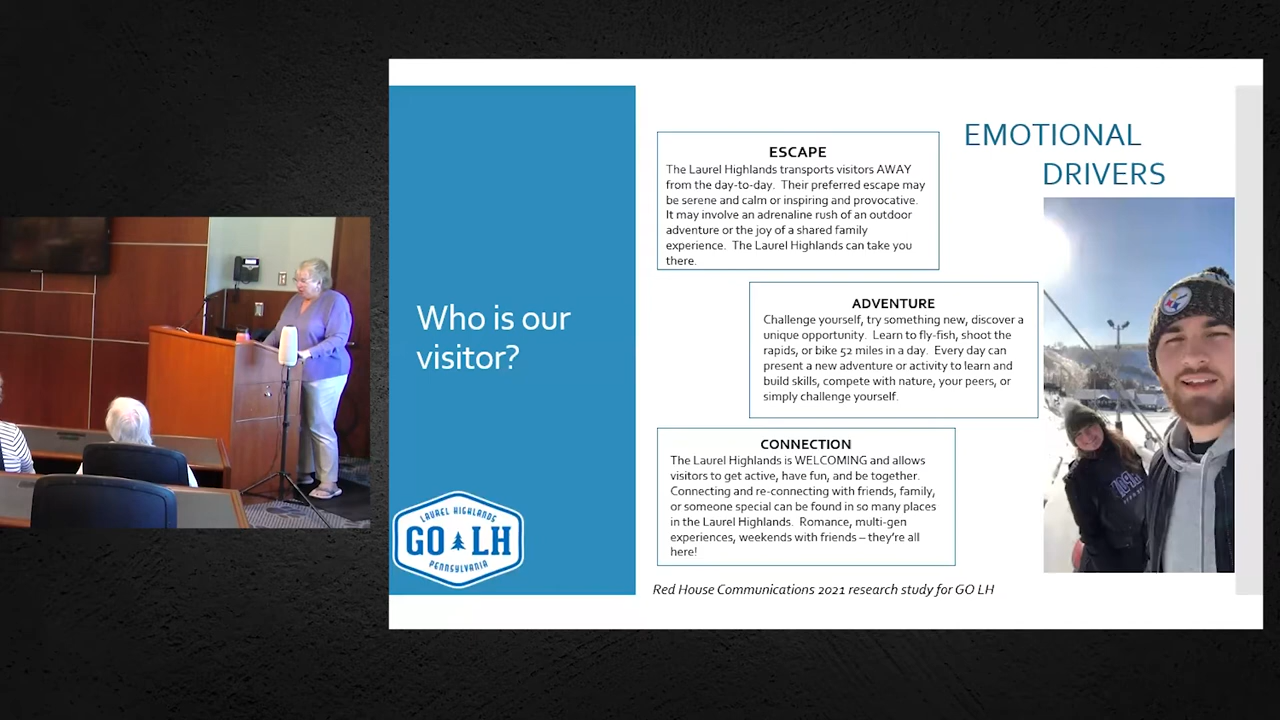 Who is our
visitor?
LAUREL HIGHLANDS
GO LH
PENNSYLVANIA
EMOTIONAL
DRIVERS
ESCAPE
The Laurel Highlands transports visitors AWAY
from the day-to-day. Their preferred escape may
be serene and calm or inspiring and provocative.
It may involve an adrenaline rush of an outdoor
adventure or the joy of a shared family
experience. The Laurel Highlands can take you
there.
ADVENTURE
Challenge yourself, try something new, discover a
unique opportunity. Learn to fly-fish, shoot the
rapids, or bike 52 miles in a day. Every day can
present a new adventure or activity to learn and
build skills, compete with nature, your peers, or
simply challenge yourself.
CONNECTION
The Laurel Highlands is WELCOMING and allows
visitors to get active, have fun, and be together.
Connecting and re-connecting with friends, family,
or someone special can be found in so many places
in the Laurel Highlands. Romance, multi-gen
experiences, weekends with friends – they're all
here!
Red House Communications 2021 research study for GO LH